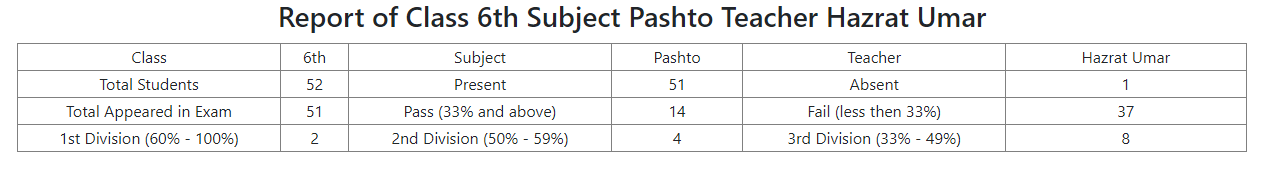 Report of Class 6th Subject Pashto Teacher Hazrat Umar
Class 6th Subject Pashto Teacher Hazrat Umar
Total Students 52 Present 51 Absent 1
Total Appeared in Exam 51 Pass (33% and above) 14 Fail (less then 33%) 37
1st Division (60% - 100%) 2 2nd Division (50% - 59%) 4 3rd Division (33% - 49%) 8